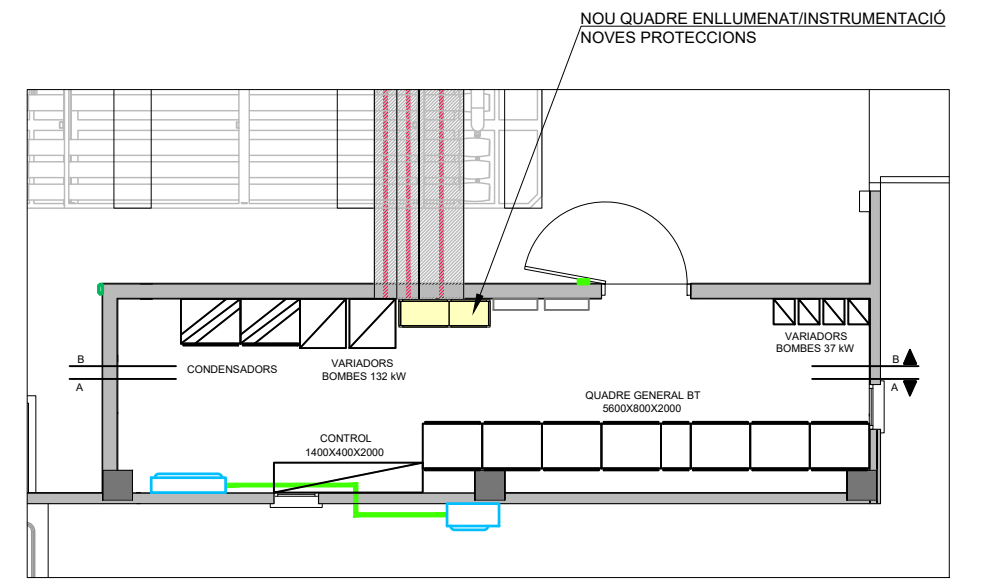 NOU QUADRE ENLLUMENAT/INSTRUMENTACIÓ
NOVES PROTECCIONS
B
A
CONDENSADORS
VARIADORS
BOMBES 132 kW
VARIADORS
BOMBES 37 kW
B
A
QUADRE GENERAL BT
5600X800X2000
CONTROL
1400X400X2000